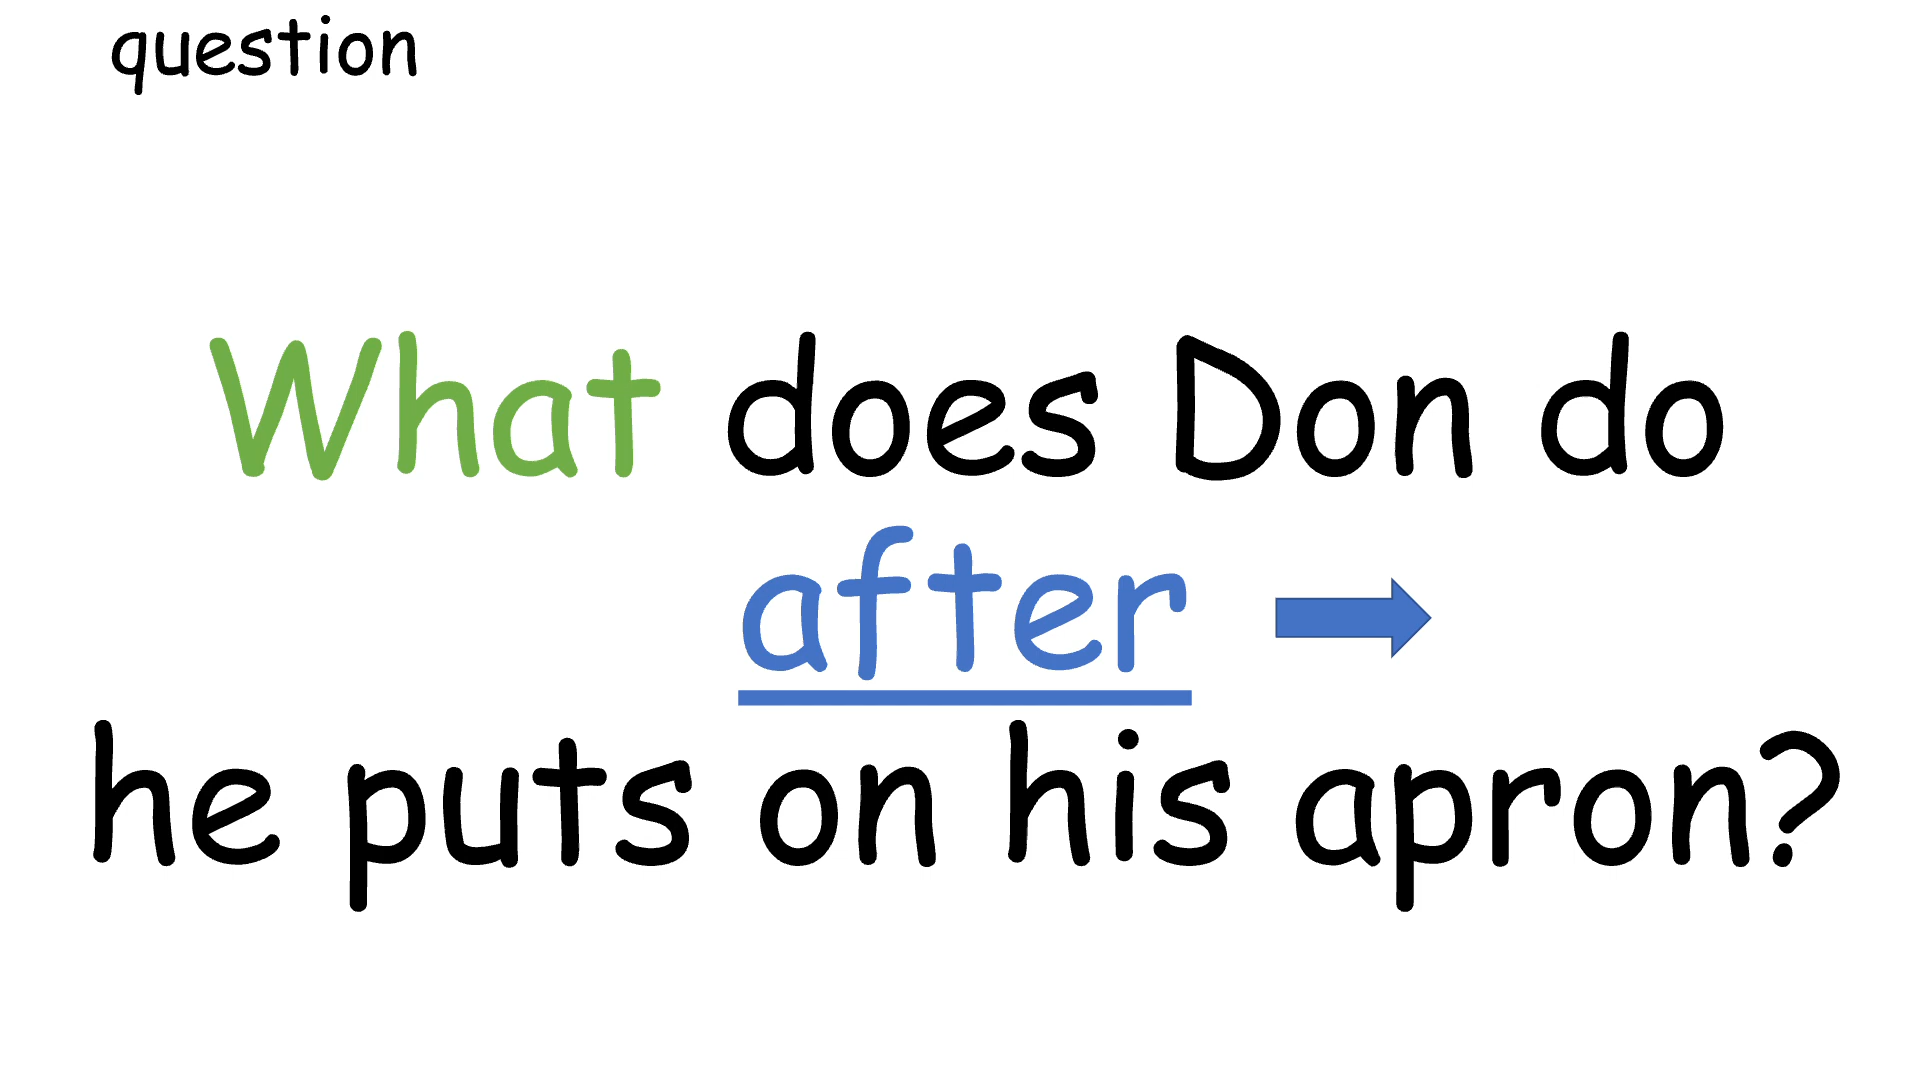 question
What does Don do
after
he puts on his apron?